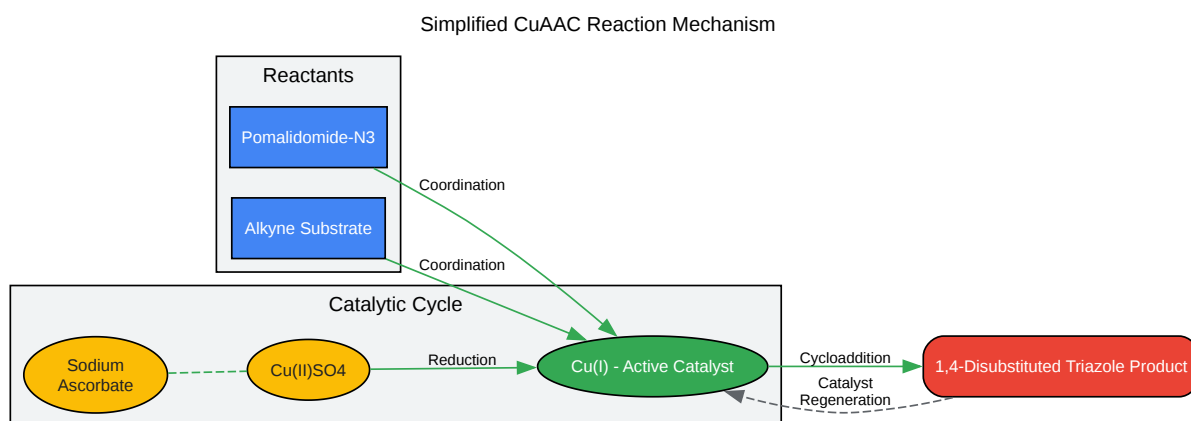 Simplified CuAAC Reaction Mechanism
Reactants
Pomalidomide-N3
Coordination
Alkyne Substrate
Coordination
Catalytic Cycle
Sodium
Ascorbate
Cu(II)SO4
Reduction
Cu(I) - Active Catalyst
Cycloaddition
1,4-Disubstituted Triazole Product
Catalyst
Regeneration